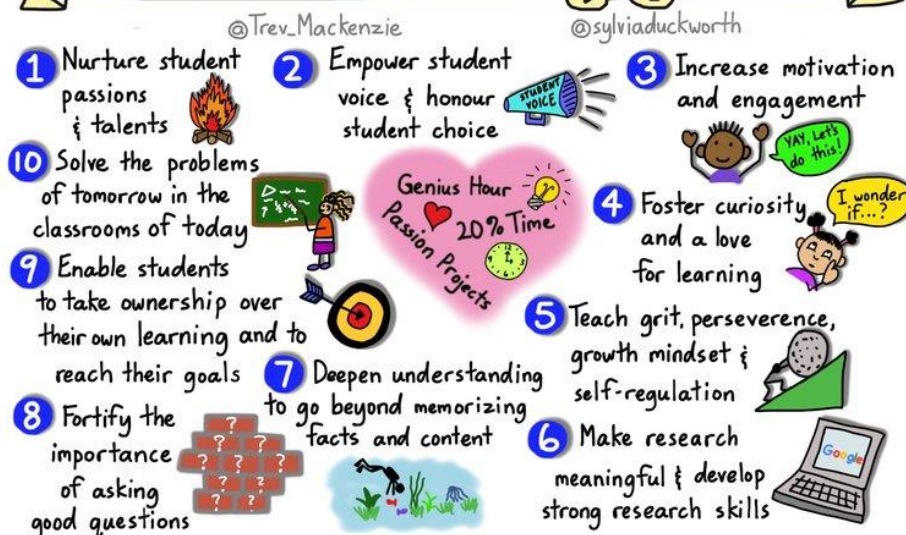 @Trev_Mackenzie
@sylviaduckworth
1 Nurture student
passions
& talents
2 Empower student
voice & honour
student choice
STUDENT
VOICE
3 Increase motivation
and engagement
YAY, Let's
do this!
10 Solve the problems
of tomorrow in the
classrooms of today
Genius Hour
20% Time
Passion Projects
4 Foster curiosity
and a love
for learning
I wonder
if...?
9 Enable students
to take ownership over
their own learning and to
reach their goals
5 Teach grit, perseverence,
growth mindset &
self-regulation
8 Fortify the
importance
of asking
good questions
? 
? ?
? ? ?
? ?
? ?
7 Deepen understanding
to go beyond memorizing
facts and content
6 Make research
meaningful & develop
strong research skills
Google